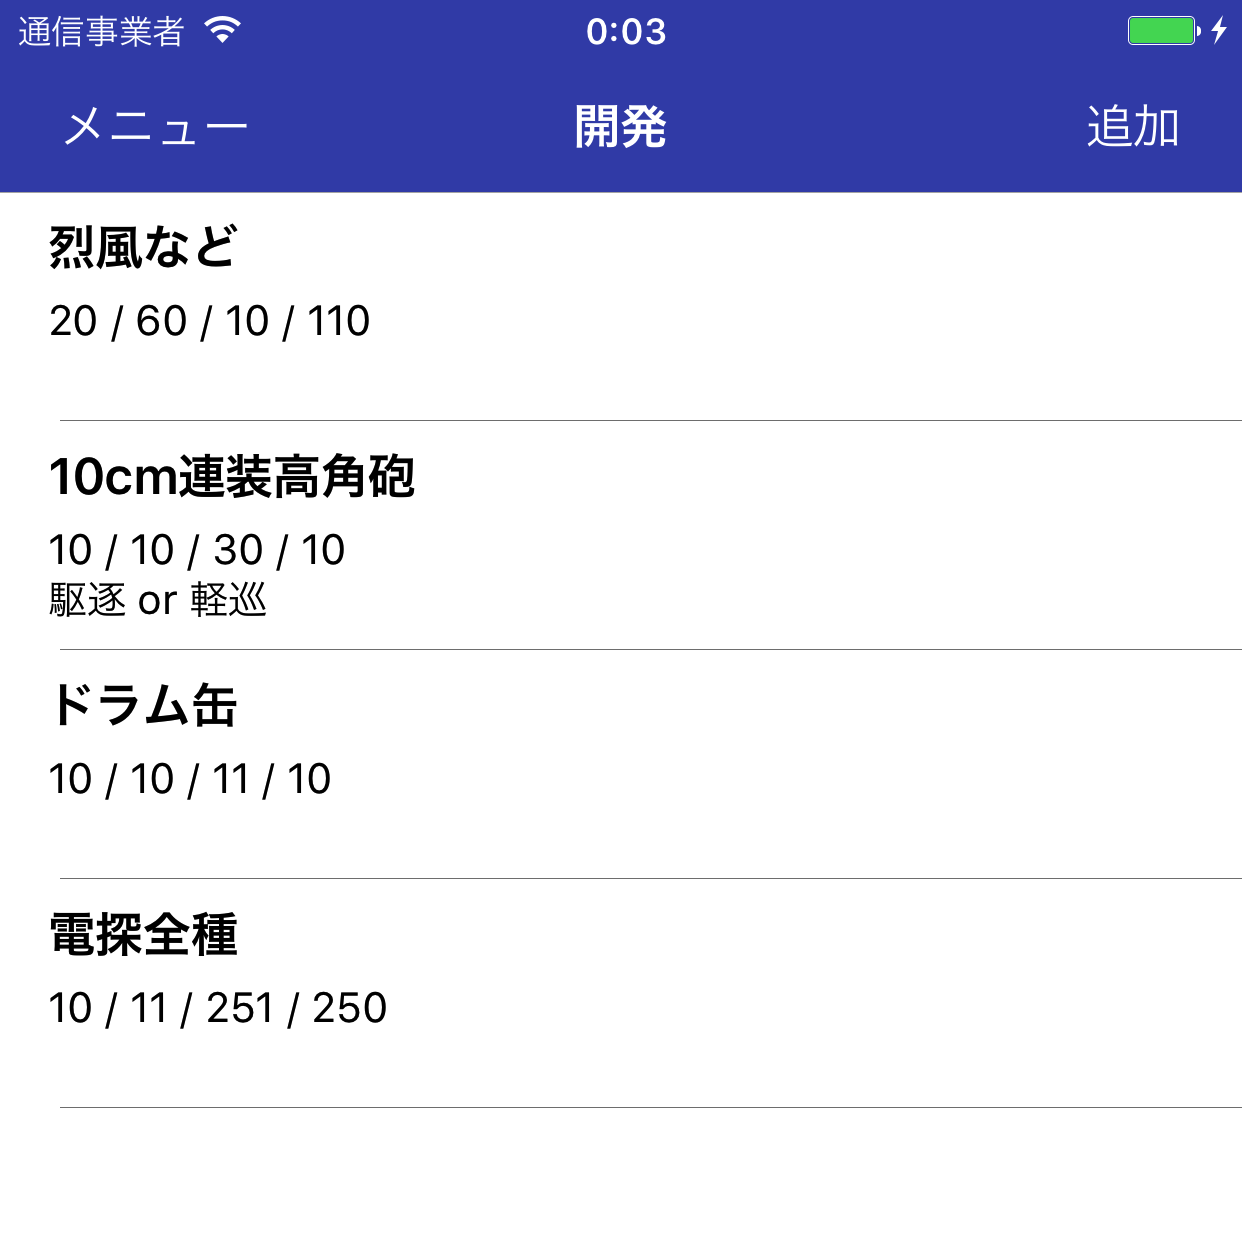 通信事業者 0:03
メニュー 開発 追加
烈風など
20 / 60 / 10 / 110
10cm連装高角砲
10 / 10 / 30 / 10
駆逐 or 軽巡
ドラム缶
10 / 10 / 11 / 10
電探全種
10 / 11 / 251 / 250